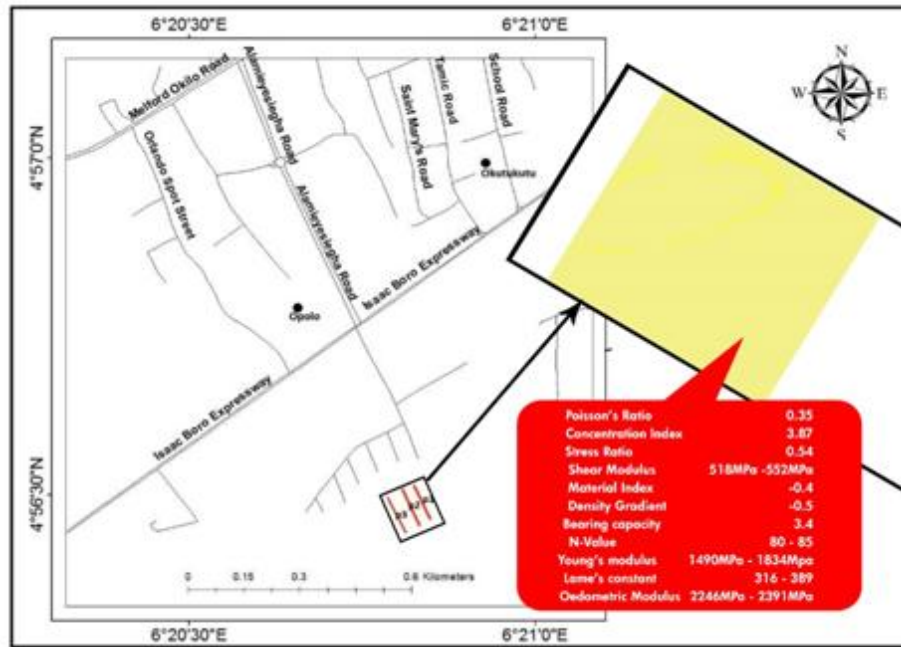 6°20'30"E 6°21'0"E
4°57'0"N
4°56'30"N
Melford Okilo Road
Orlando Spot Street
Alamieyesiegha Road
Alamieyesiegha Road
Saint Mary's Road
Tamic Road
School Road
Okutukutu
Isaac Boro Expressway
Opolo
Isaac Boro Expressway
N
W E
S
Poisson's Ratio 0.35
Concentration Index 3.87
Stress Ratio 0.54
Shear Modulus 518MPa -552MPa
Material Index -0.4
Density Gradient -0.5
Bearing capacity 3.4
N-Value 80 - 85
Young's modulus 1490MPa - 1834Mpa
Lame's constant 316 - 389
Oedometric Modulus 2246MPa - 2391MPa
0 0.15 0.3 0.6 Kilometers
6°20'30"E 6°21'0"E